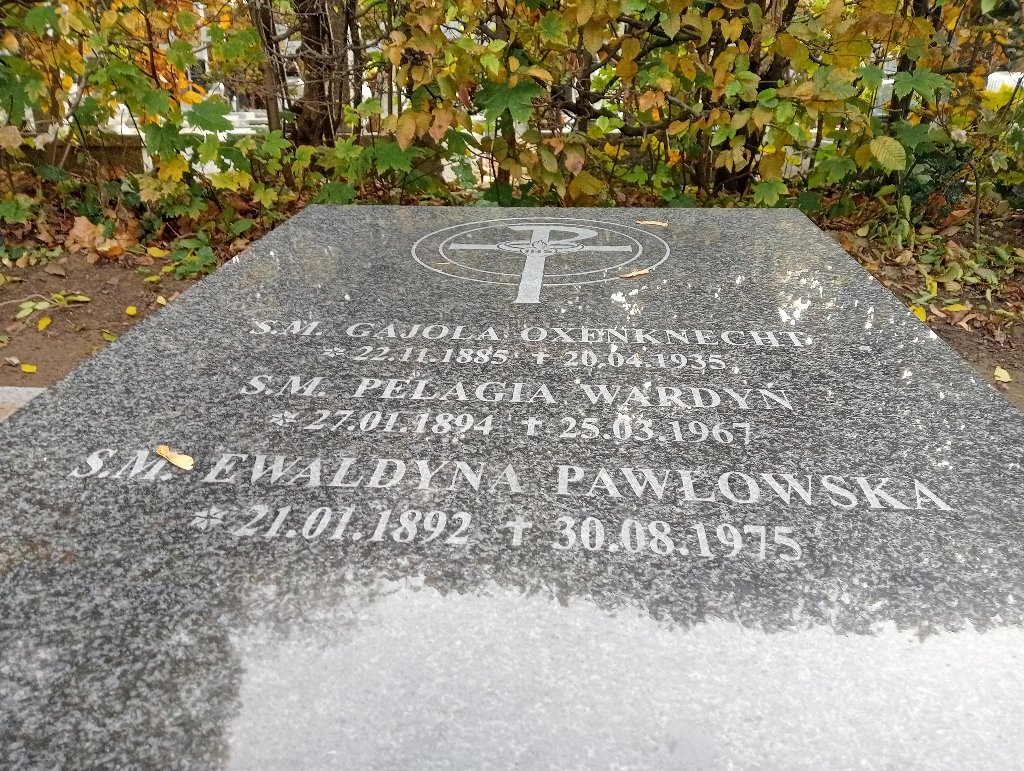 S.M. GAJOLA OXENKNECHT
* 22.11.1885 ✝ 20.04.1935
S.M. PELAGIA WARDYŃ
* 27.01.1894 ✝ 25.03.1967
S.M. EWALDYNA PAWŁOWSKA
* 21.01.1892 ✝ 30.08.1975